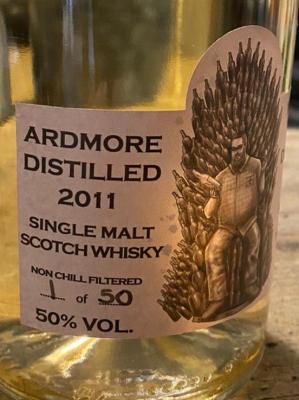 ARDMORE
DISTILLED
2011
SINGLE MALT
SCOTCH WHISKY
NON CHILL FILTERED
1 of 50
50% VOL.